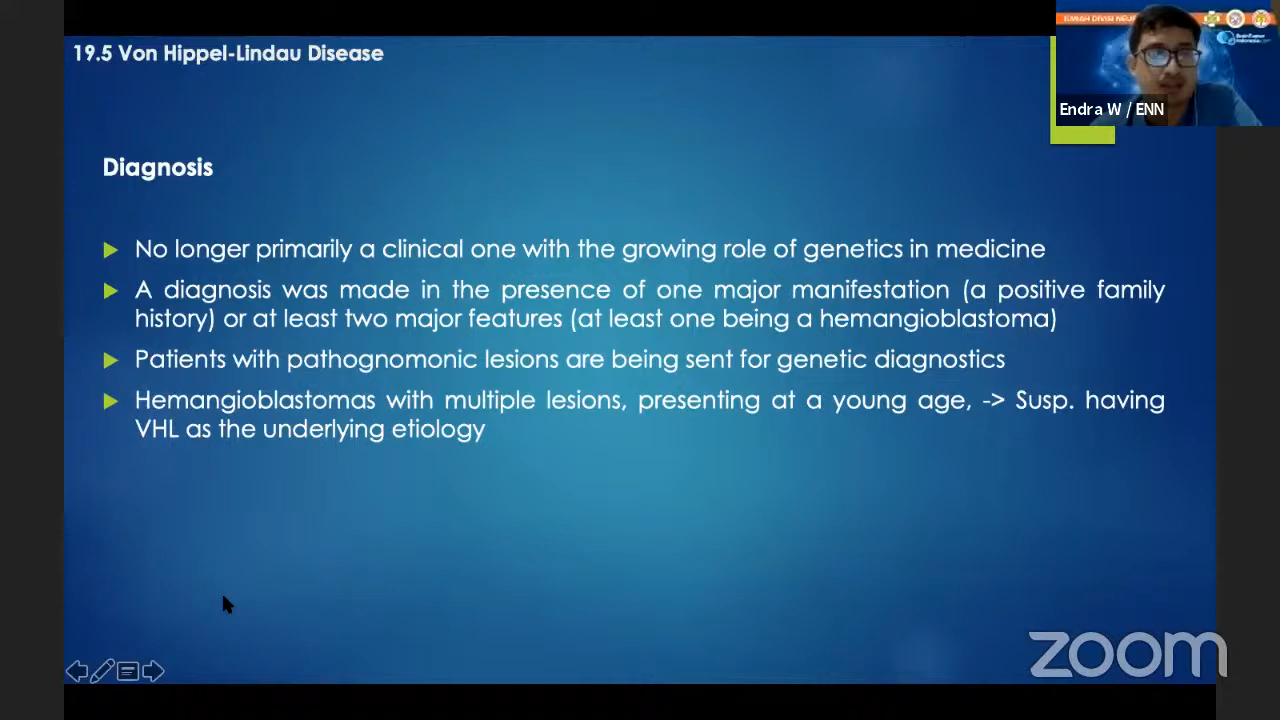 19.5 Von Hippel-Lindau Disease
ILMIAH DIVISI NEU
Endra W / ENN
Diagnosis
No longer primarily a clinical one with the growing role of genetics in medicine
A diagnosis was made in the presence of one major manifestation (a positive family
history) or at least two major features (at least one being a hemangioblastoma)
Patients with pathognomonic lesions are being sent for genetic diagnostics
Hemangioblastomas with multiple lesions, presenting at a young age, -> Susp. having
VHL as the underlying etiology
zoom